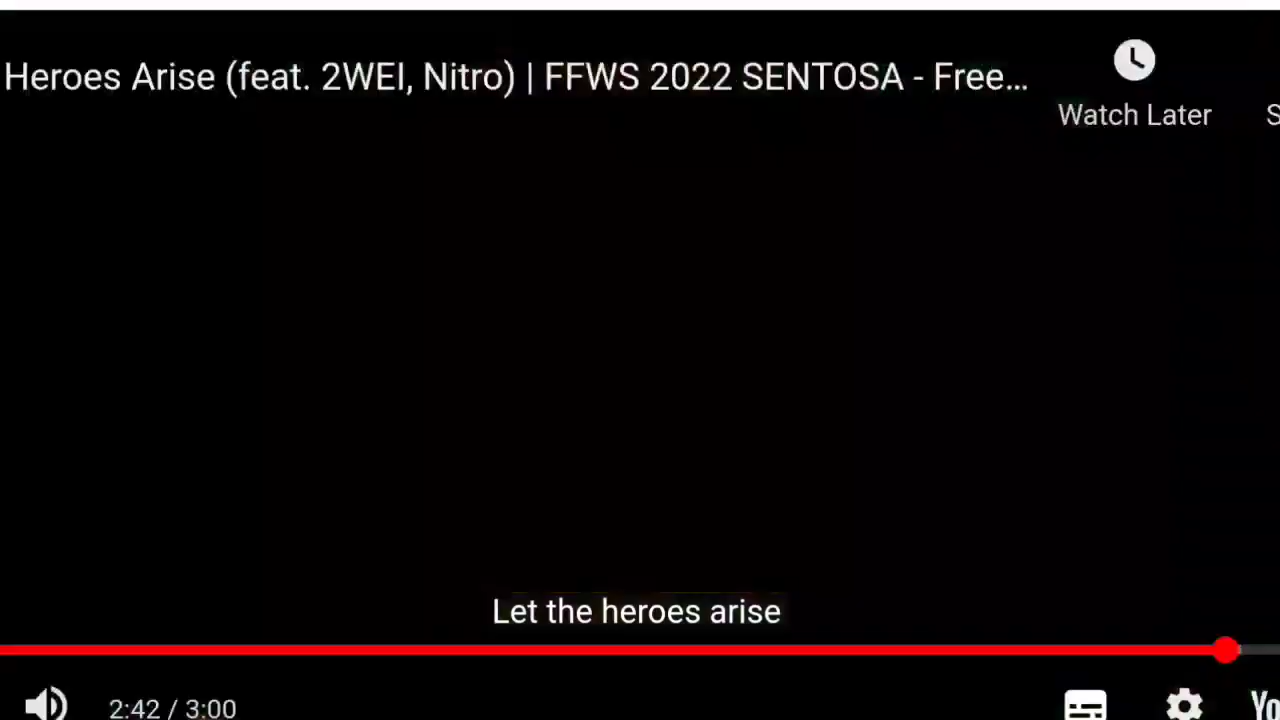 Heroes Arise (feat. 2WEI, Nitro) | FFWS 2022 SENTOSA - Free...
Watch Later
S
Let the heroes arise
2:42 / 3:00
Yo